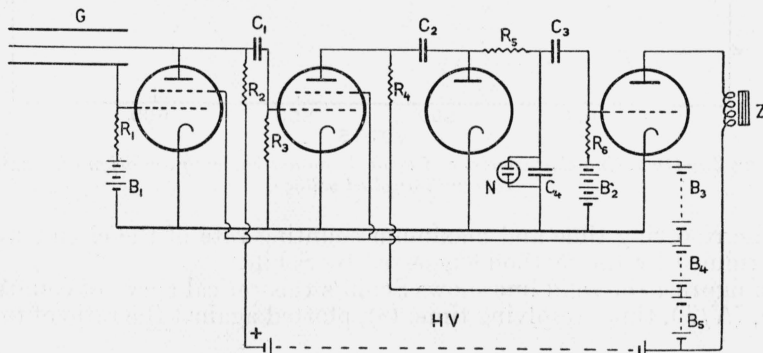 G
C₁
C₂
R₅
C₃
R₂
R₄
R₁
R₃
R₆
Z
B₁
N
C₄
B₂
B₃
B₄
B₅
+
HV